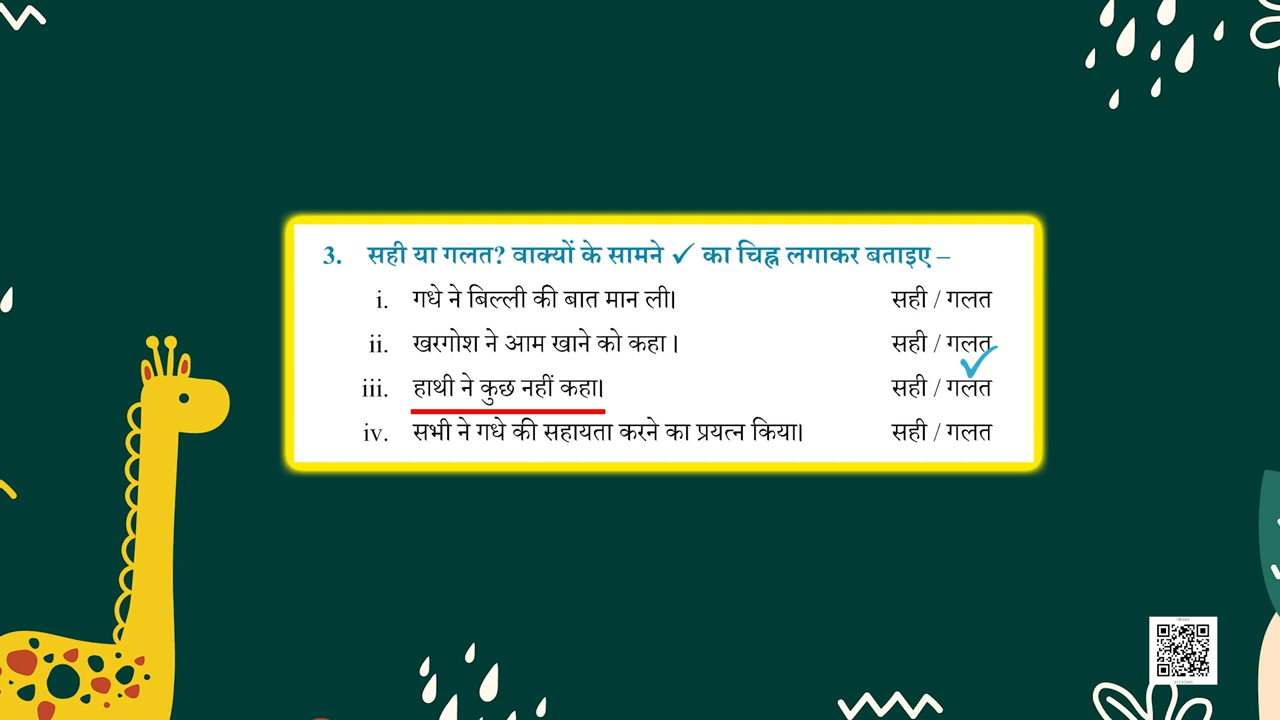 3. सही या गलत? वाक्यों के सामने ✓ का चिह्न लगाकर बताइए –
i. गधे ने बिल्ली की बात मान ली। सही / गलत
ii. खरगोश ने आम खाने को कहा। सही / गलत
iii. हाथी ने कुछ नहीं कहा। सही / गलत
iv. सभी ने गधे की सहायता करने का प्रयत्न किया। सही / गलत